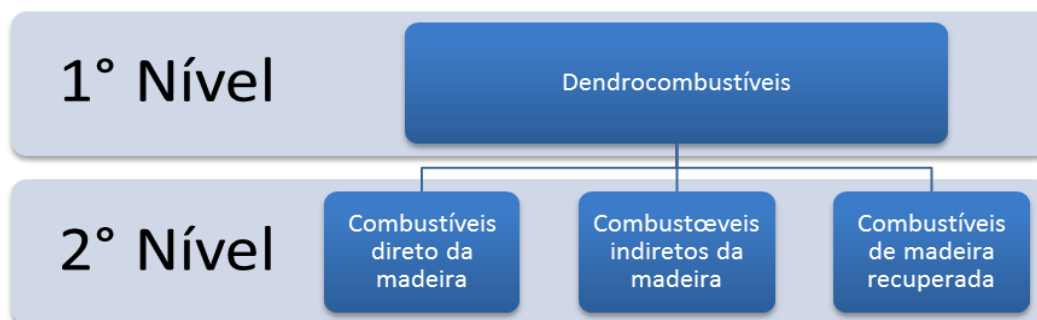 1° Nível
Dendrocombustíveis
2° Nível
Combustíveis
direto da
madeira
Combustœveis
indiretos da
madeira
Combustíveis
de madeira
recuperada